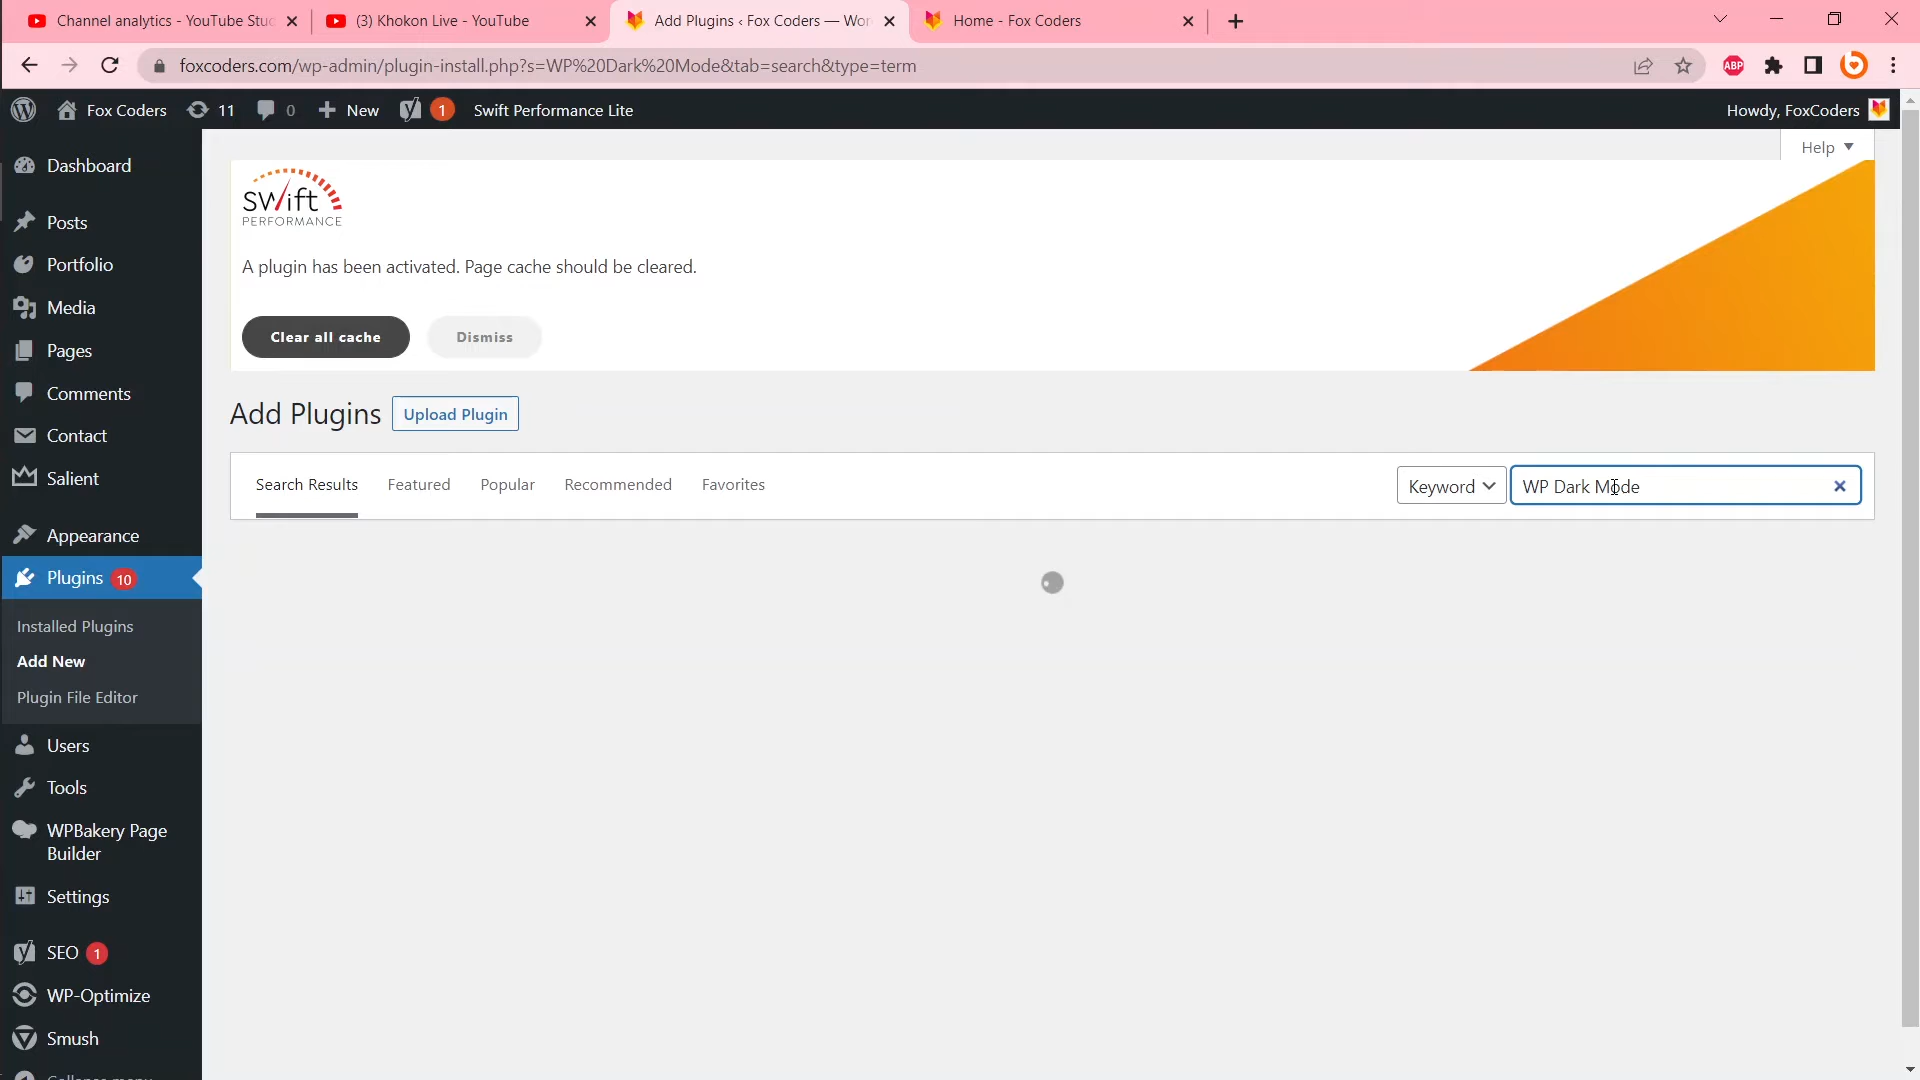 Channel analytics - YouTube Stu
(3) Khokon Live - YouTube
Add Plugins ‹ Fox Coders — Wor
Home - Fox Coders
foxcoders.com/wp-admin/plugin-install.php?s=WP%20Dark%20Mode&tab=search&type=term
ABP
Fox Coders
11
0
New
1
Swift Performance Lite
Howdy, FoxCoders
Help
Dashboard
Posts
Portfolio
Media
Pages
Comments
Contact
Salient
Appearance
Plugins 10
Installed Plugins
Add New
Plugin File Editor
Users
Tools
WPBakery Page
Builder
Settings
SEO 1
WP-Optimize
Smush
Collapse menu
swift
PERFORMANCE
A plugin has been activated. Page cache should be cleared.
Clear all cache
Dismiss
Add Plugins
Upload Plugin
Search Results
Featured
Popular
Recommended
Favorites
Keyword
WP Dark Mode